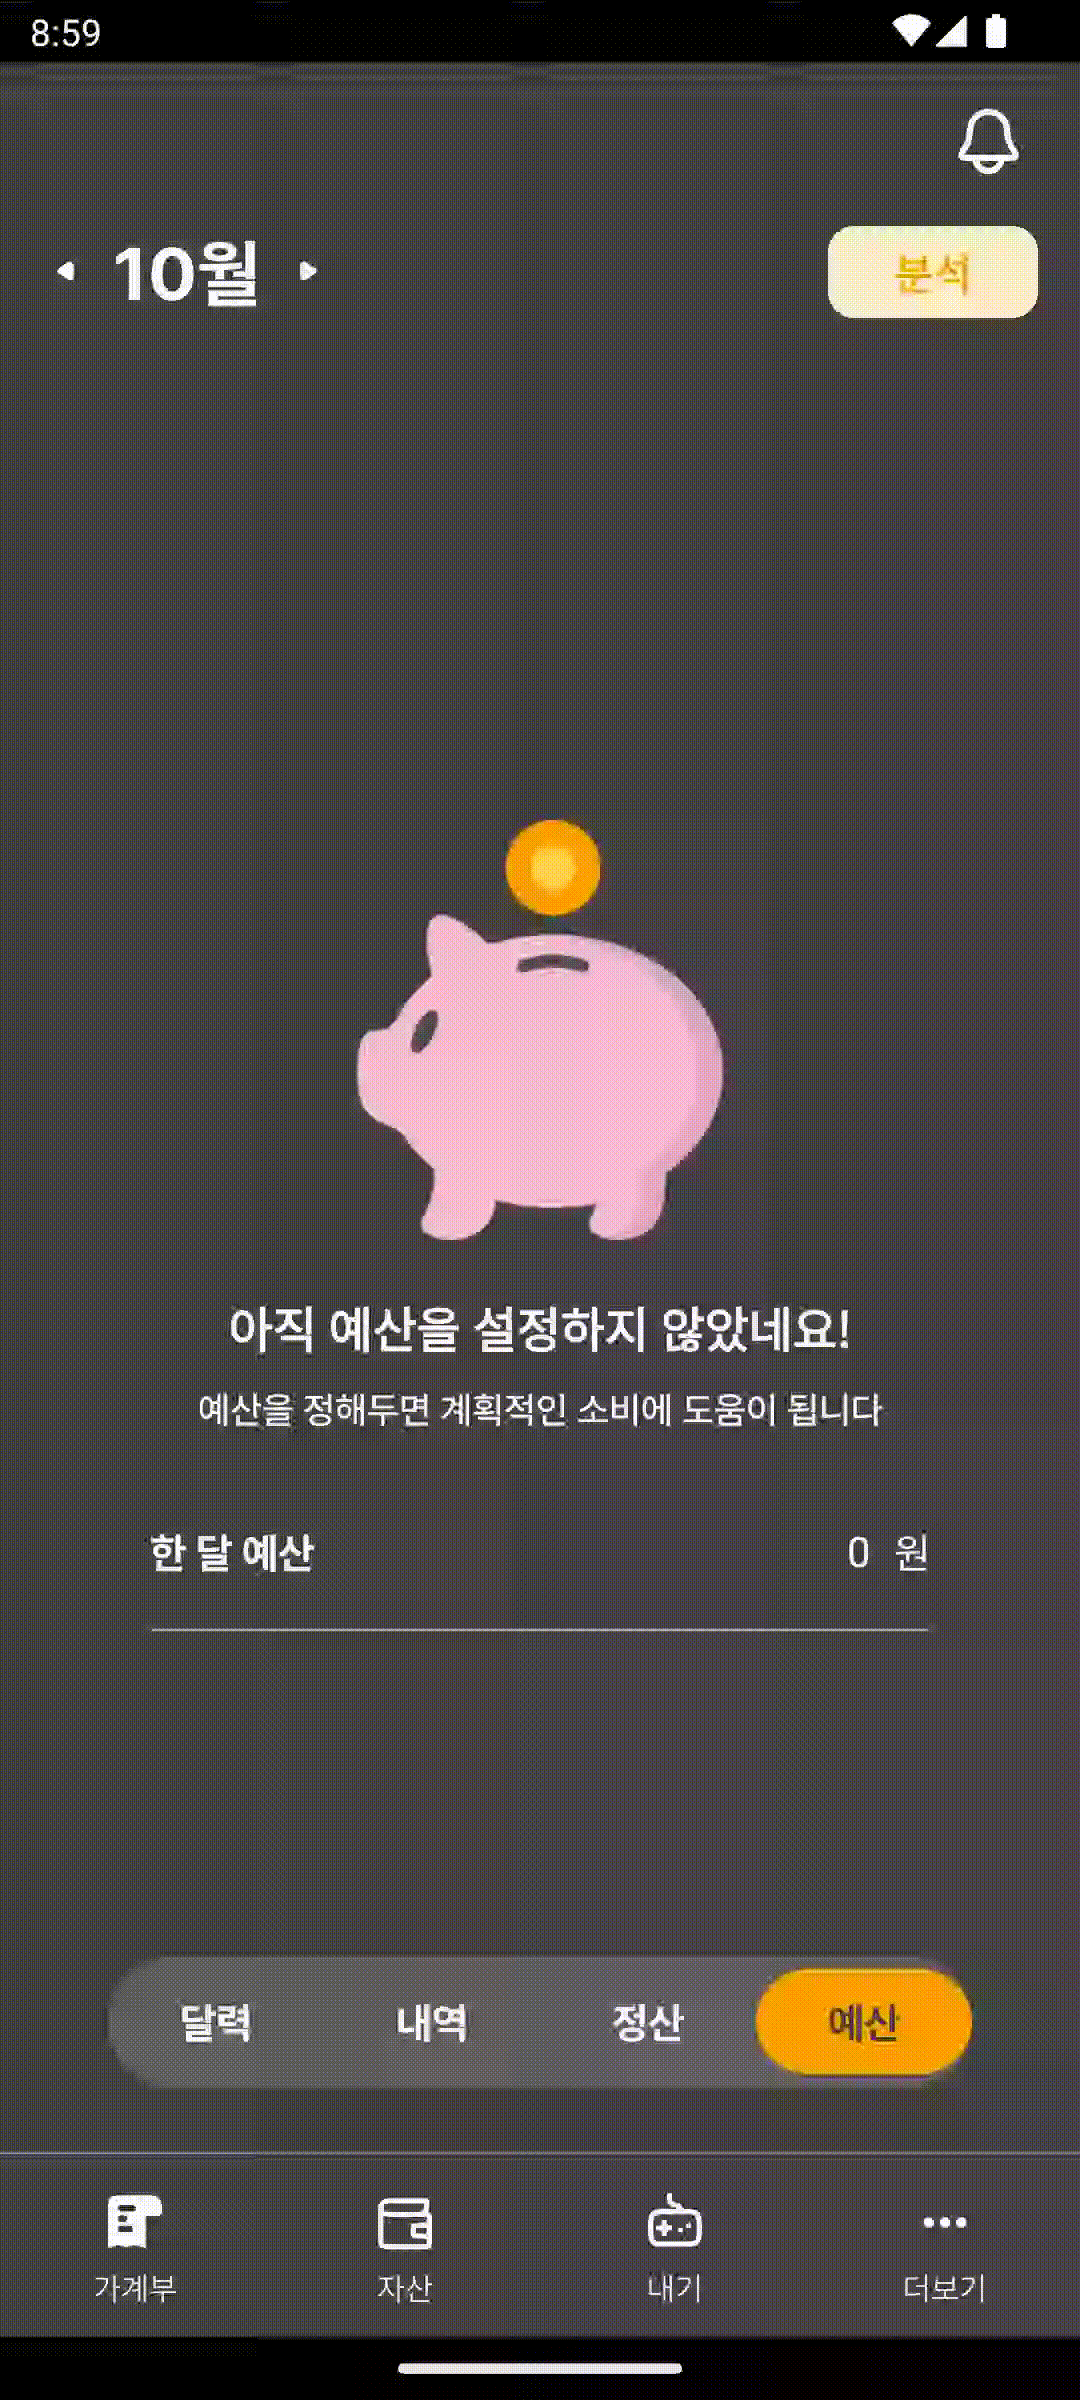 8:59
10월
분석
아직 예산을 설정하지 않았네요!
예산을 정해두면 계획적인 소비에 도움이 됩니다
한 달 예산 0 원
달력 내역 정산 예산
가계부 자산 내기 더보기